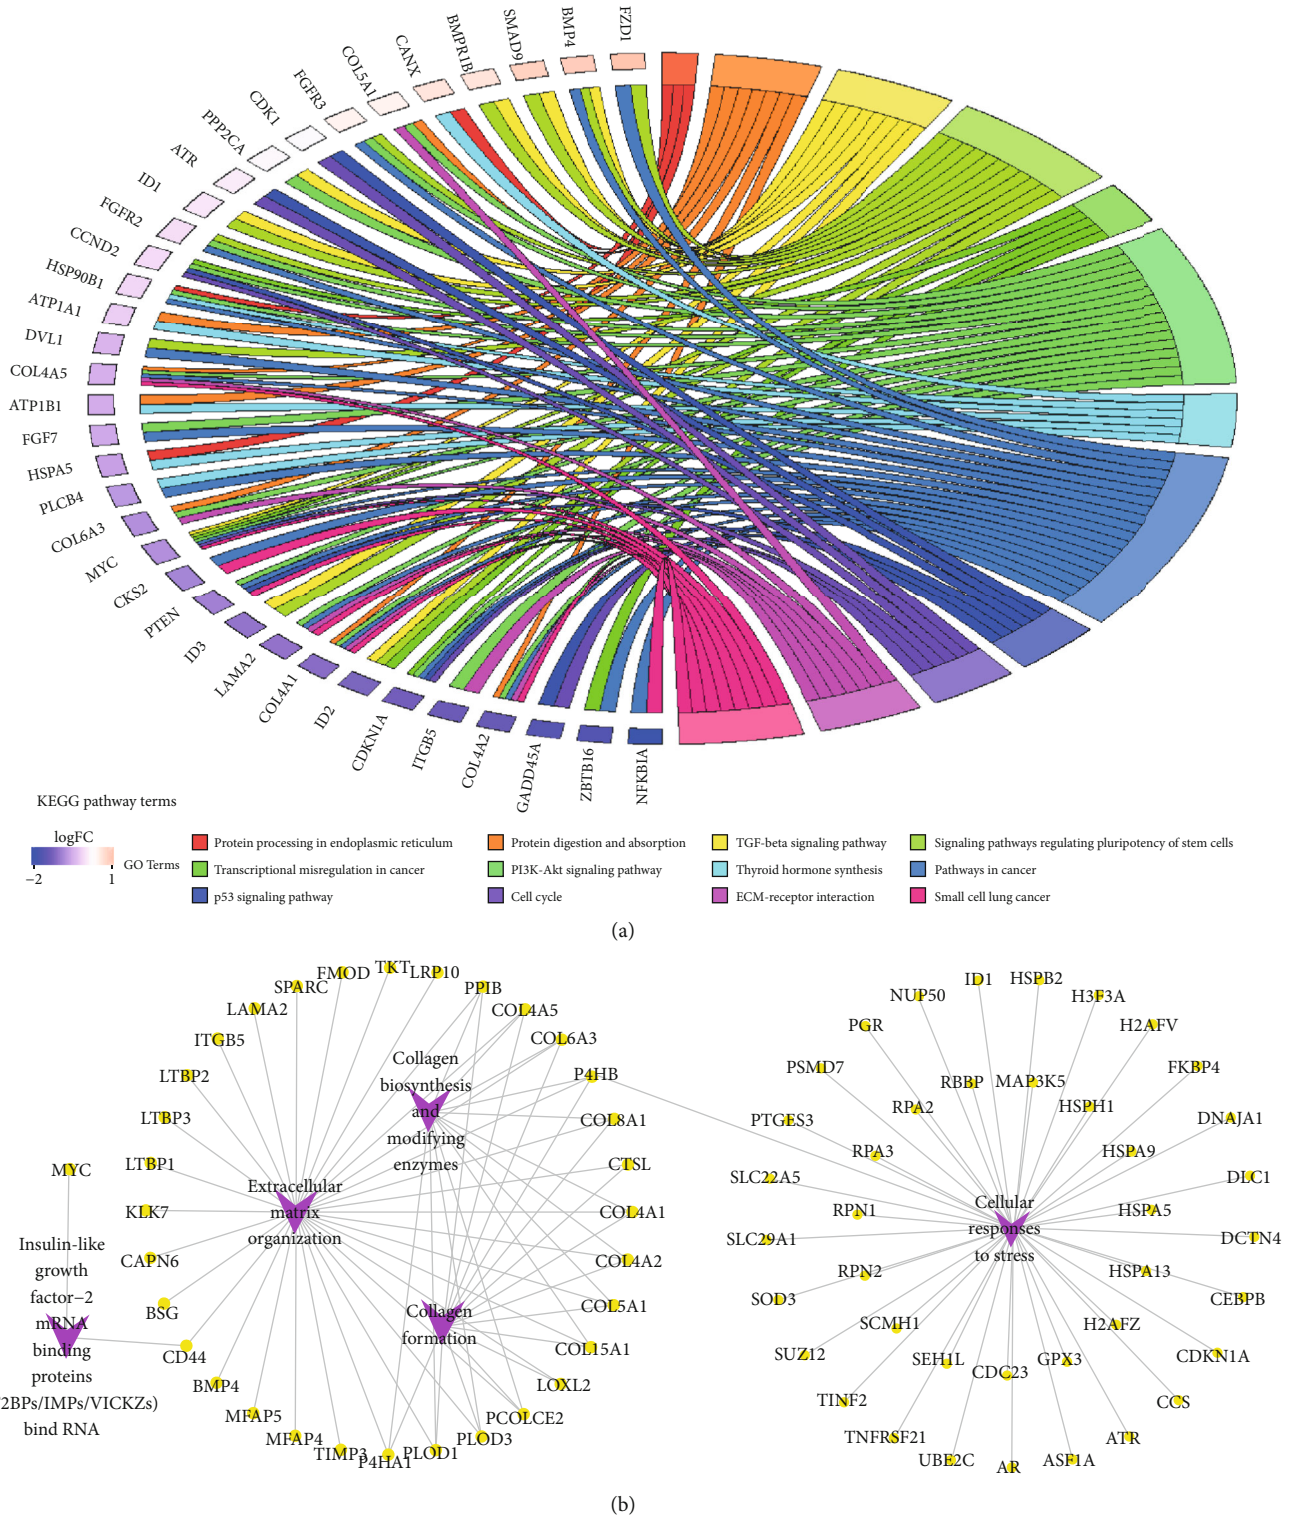 FZD1
BMP4
SMAD9
BMPR1B
CANX
COL5A1
FGFR3
CDK1
PPP2CA
ATR
ID1
FGFR2
CCND2
HSP90B1
ATP1A1
DVL1
COL4A5
ATP1B1
FGF7
HSPA5
PLCB4
COL6A3
MYC
CKS2
PTEN
ID3
LAMA2
COL4A1
ID2
CDKN1A
ITGB5
COL4A2
GADD45A
ZBTB16
NFKBIA
KEGG pathway terms
logFC
−2
1
GO Terms
Protein processing in endoplasmic reticulum
Protein digestion and absorption
TGF-beta signaling pathway
Signaling pathways regulating pluripotency of stem cells
Transcriptional misregulation in cancer
PI3K-Akt signaling pathway
Thyroid hormone synthesis
Pathways in cancer
p53 signaling pathway
Cell cycle
ECM-receptor interaction
Small cell lung cancer
(a)
FMOD
TKT
LRP10
SPARC
PPIB
LAMA2
COL4A5
ITGB5
COL6A3
LTBP2
P4HB
LTBP3
COL8A1
LTBP1
CTSL
KLK7
COL4A1
CAPN6
COL4A2
BSG
COL5A1
CD44
COL15A1
BMP4
LOXL2
MFAP5
PCOLCE2
MFAP4
PLOD3
TIMP3
P4HA1
PLOD1
MYC
Collagen
biosynthesis
and
modifying
enzymes
Extracellular
matrix
organization
Collagen
formation
Insulin-like
growth
factor−2
mRNA
binding
proteins
2BPs/IMPs/VICKZs)
bind RNA
ID1
HSPB2
NUP50
H3F3A
PGR
H2AFV
PSMD7
RBBP
MAP3K5
FKBP4
PTGES3
RPA2
HSPH1
DNAJA1
RPA3
HSPA9
SLC22A5
DLC1
RPN1
HSPA5
SLC29A1
DCTN4
Cellular
responses
to stress
RPN2
HSPA13
SOD3
CEBPB
SCMH1
H2AFZ
SUZ12
SEH1L
CDC23
GPX3
CDKN1A
TINF2
CCS
TNFRSF21
ATR
UBE2C
AR
ASF1A
(b)